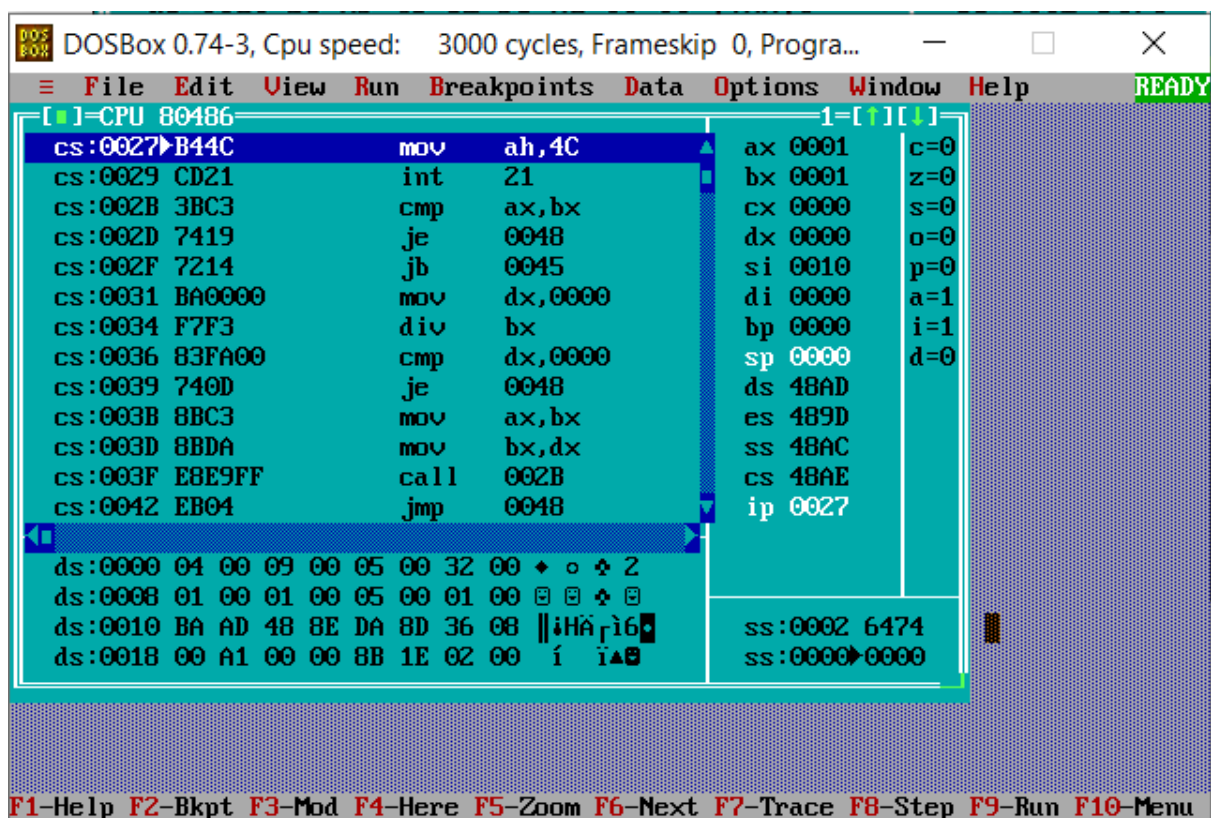 DOSBox 0.74-3, Cpu speed: 3000 cycles, Frameskip 0, Progra...
≡ File Edit View Run Breakpoints Data Options Window Help READY
[■]=CPU 80486 1=[↑][↓]
cs:0027►B44C mov ah,4C ax 0001 c=0
cs:0029 CD21 int 21 bx 0001 z=0
cs:002B 3BC3 cmp ax,bx cx 0000 s=0
cs:002D 7419 je 0048 dx 0000 o=0
cs:002F 7214 jb 0045 si 0010 p=0
cs:0031 BA0000 mov dx,0000 di 0000 a=1
cs:0034 F7F3 div bx bp 0000 i=1
cs:0036 83FA00 cmp dx,0000 sp 0000 d=0
cs:0039 740D je 0048 ds 48AD
cs:003B 8BC3 mov ax,bx es 489D
cs:003D 8BDA mov bx,dx ss 48AC
cs:003F E8E9FF call 002B cs 48AE
cs:0042 EB04 jmp 0048 ip 0027
ds:0000 04 00 09 00 05 00 32 00 ♦ ○ ♣ 2
ds:0008 01 00 01 00 05 00 01 00 ☺ ☺ ♣ ☺
ds:0010 BA AD 48 8E DA 8D 36 08 ║¡HÄ┌ì6◘ ss:0002 6474
ds:0018 00 A1 00 00 8B 1E 02 00 í ï▲☻ ss:0000►0000
F1-Help F2-Bkpt F3-Mod F4-Here F5-Zoom F6-Next F7-Trace F8-Step F9-Run F10-Menu